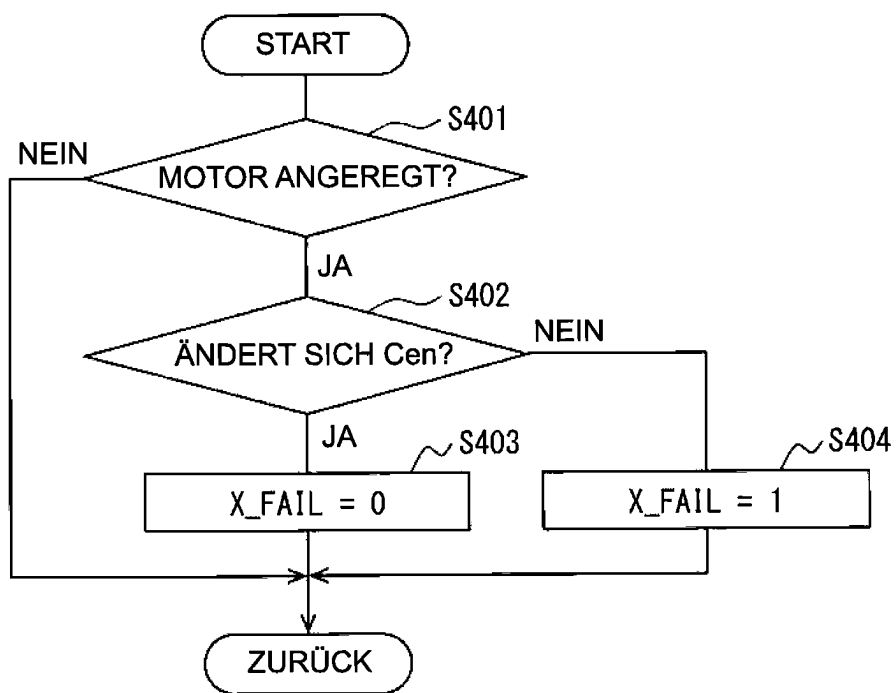 START
S401
NEIN
MOTOR ANGEREGT?
JA
S402
NEIN
ÄNDERT SICH Cen?
JA
S403
S404
X_FAIL = 0
X_FAIL = 1
ZURÜCK